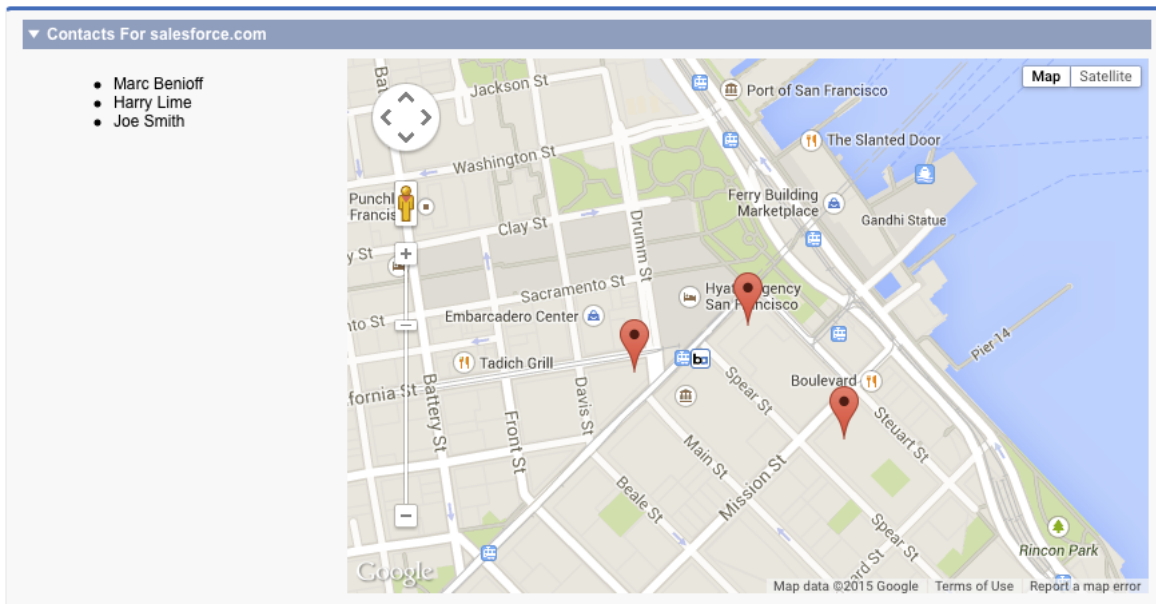 Contacts For salesforce.com
Marc Benioff
Harry Lime
Joe Smith
Map
Satellite
Jackson St
Port of San Francisco
Washington St
The Slanted Door
Ferry Building
Marketplace
Gandhi Statue
Clay St
Drumm St
Sacramento St
San
Embarcadero Center
Tadich Grill
Pier 14
Boulevard
Battery St
Front St
Davis St
Spear St
Steuart St
Main St
Mission St
Beale St
Spear St
Rincon Park
Google
Map data ©2015 Google
Terms of Use
Report a map error